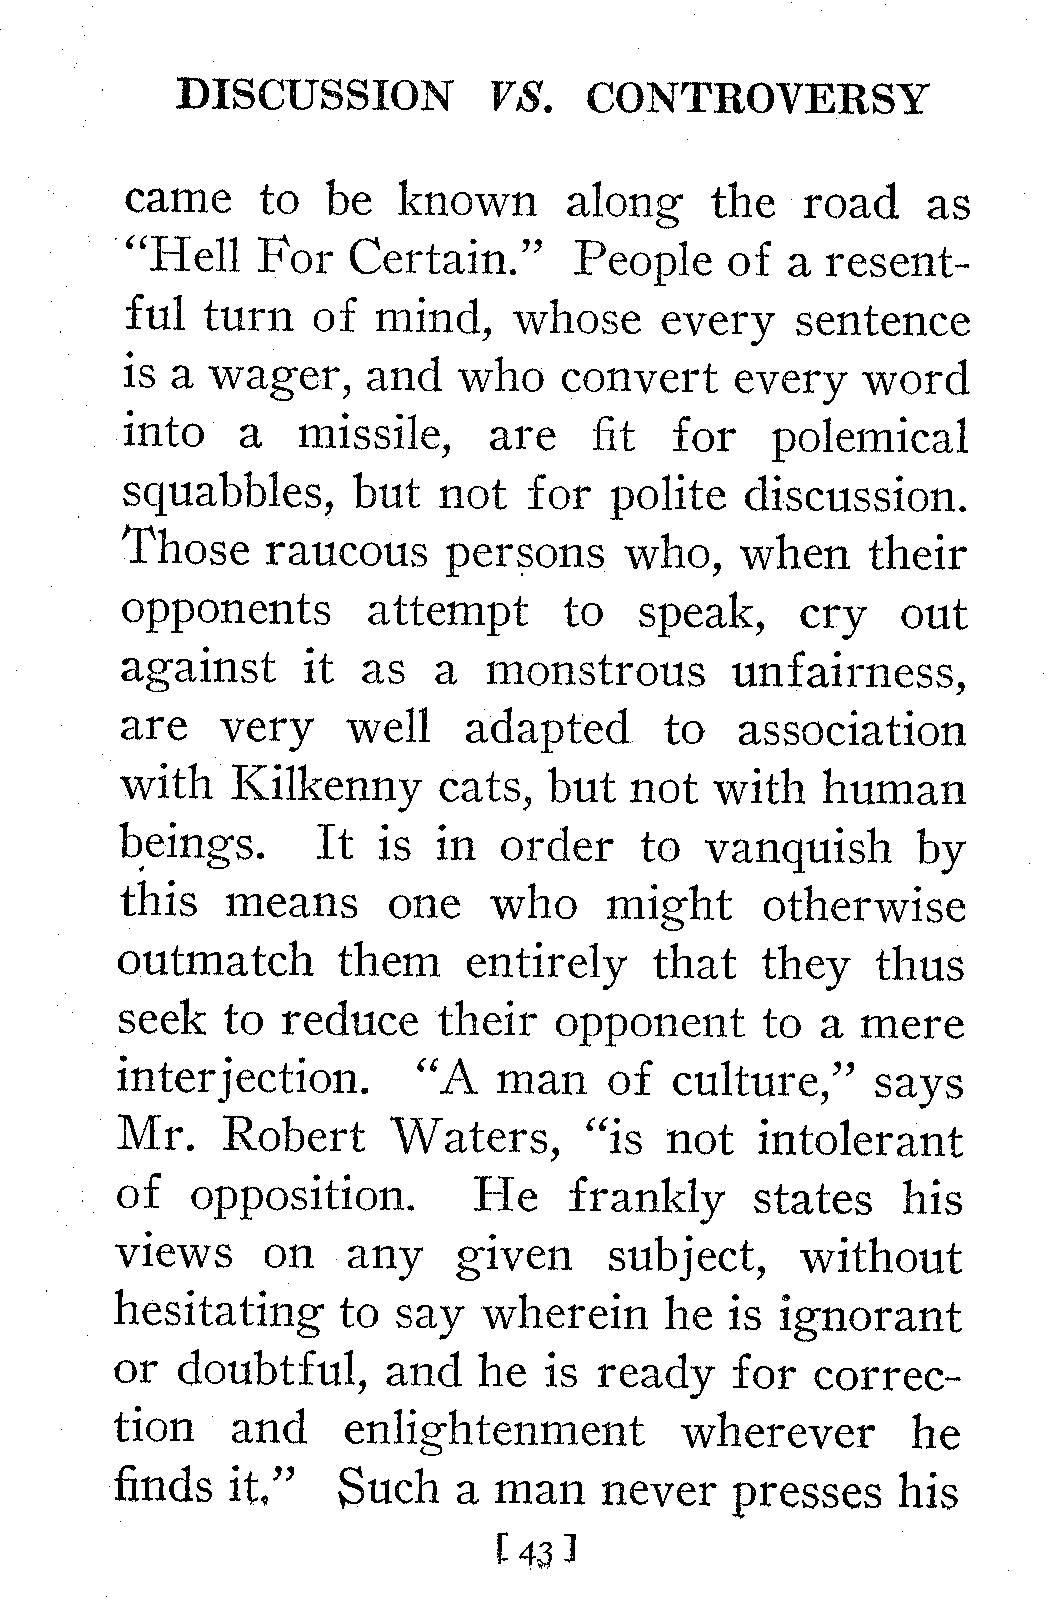 DISCUSSION VS. CONTROVERSY
came to be known along the road as
“Hell For Certain.” People of a resent-
ful turn of mind, whose every sentence
is a wager, and who convert every word
into a missile, are fit for polemical
squabbles, but not for polite discussion.
Those raucous persons who, when their
opponents attempt to speak, cry out
against it as a monstrous unfairness,
are very well adapted to association
with Kilkenny cats, but not with human
beings. It is in order to vanquish by
this means one who might otherwise
outmatch them entirely that they thus
seek to reduce their opponent to a mere
interjection. “A man of culture,” says
Mr. Robert Waters, “is not intolerant
of opposition. He frankly states his
views on any given subject, without
hesitating to say wherein he is ignorant
or doubtful, and he is ready for correc-
tion and enlightenment wherever he
finds it.” Such a man never presses his
[43]